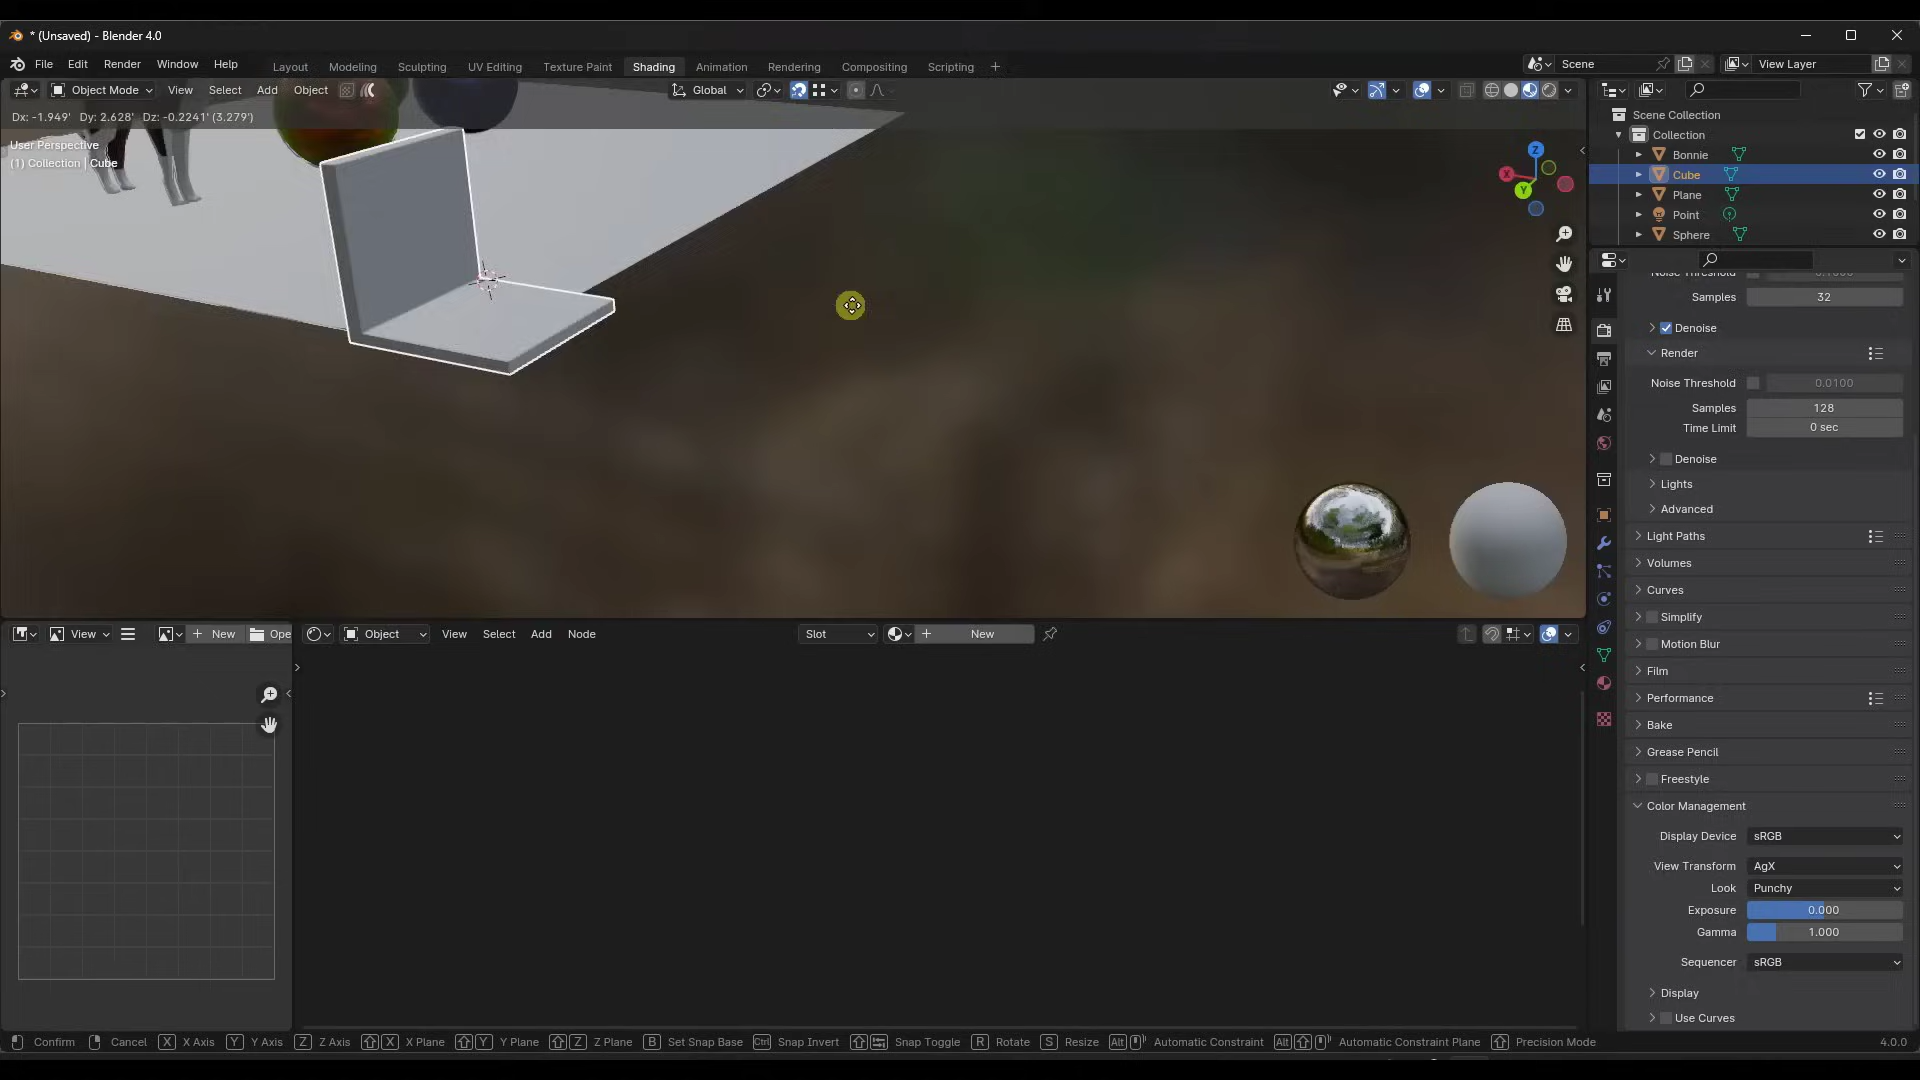 * (Unsaved) - Blender 4.0
File Edit Render Window Help
Layout Modeling Sculpting UV Editing Texture Paint Shading Animation Rendering Compositing Scripting +
Scene
View Layer
Object Mode View Select Add Object
Global
Dx: -1.949' Dy: 2.628' Dz: -0.2241' (3.279')
User Perspective
(1) Collection | Cube
Z
X
Y
Scene Collection
Collection
Bonnie
Cube
Plane
Point
Sphere
Samples 32
Denoise
Render
Noise Threshold 0.0100
Samples 128
Time Limit 0 sec
Denoise
Lights
Advanced
Light Paths
Volumes
Curves
Simplify
Motion Blur
Film
Performance
Bake
Grease Pencil
Freestyle
Color Management
Display Device sRGB
View Transform AgX
Look Punchy
Exposure 0.000
Gamma 1.000
Sequencer sRGB
Display
Use Curves
View
+ New
Ope
Object View Select Add Node
Slot
+ New
Confirm Cancel X X Axis Y Y Axis Z Z Axis X X Plane Y Y Plane Z Z Plane B Set Snap Base Ctrl Snap Invert Snap Toggle R Rotate S Resize Alt Automatic Constraint Alt Automatic Constraint Plane Precision Mode
4.0.0